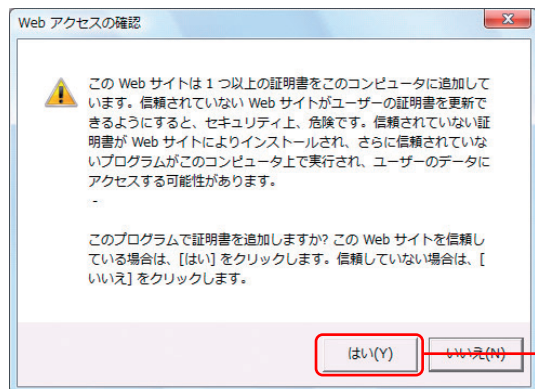 Web アクセスの確認
この Web サイトは 1 つ以上の証明書をこのコンピュータに追加して
います。信頼されていない Web サイトがユーザーの証明書を更新で
きるようにすると、セキュリティ上、危険です。信頼されていない証
明書が Web サイトによりインストールされ、さらに信頼されていな
いプログラムがこのコンピュータ上で実行され、ユーザーのデータに
アクセスする可能性があります。
-
このプログラムで証明書を追加しますか? この Web サイトを信頼し
ている場合は、[はい] をクリックします。信頼していない場合は、[
いいえ] をクリックします。
はい(Y) いいえ(N)